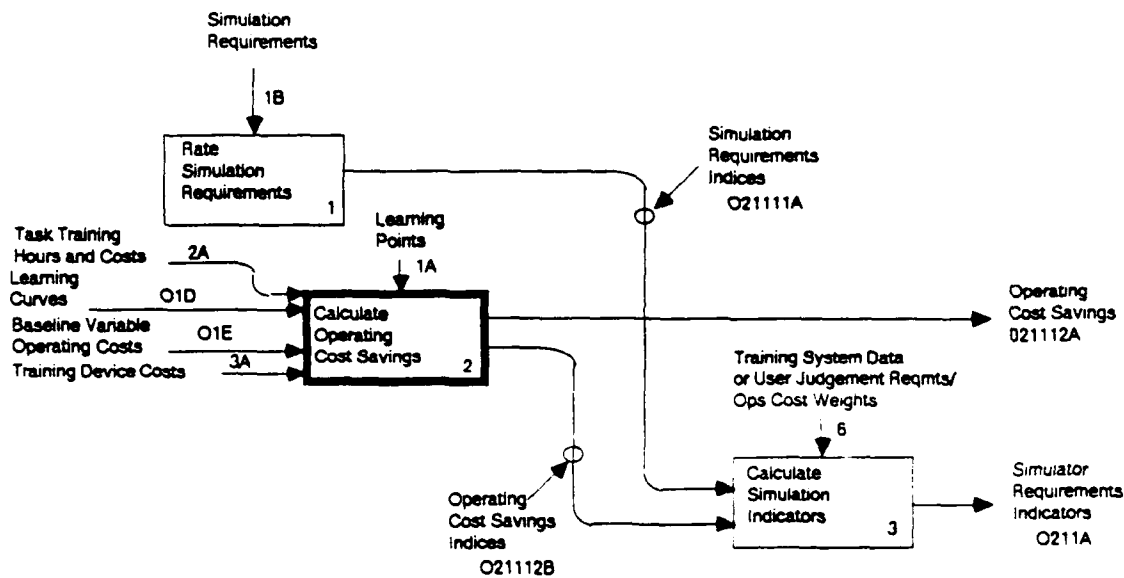 Simulation
Requirements
1B
Rate
Simulation
Requirements
1
Simulation
Requirements
Indices
O21111A
Task Training
Hours and Costs
2A
Learning
Curves
O1D
Baseline Variable
Operating Costs
O1E
Training Device Costs
3A
Learning
Points
1A
Calculate
Operating
Cost Savings
2
Operating
Cost Savings
021112A
Training System Data
or User Judgement Reqmts/
Ops Cost Weights
6
Operating
Cost Savings
Indices
O21112B
Calculate
Simulation
Indicators
3
Simulator
Requirements
Indicators
O211A